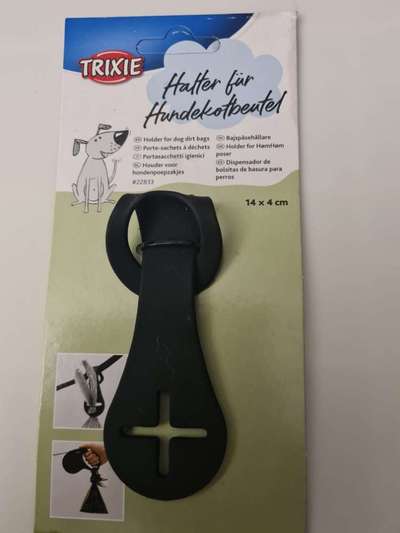 TRIXIE
Halter für
Hundekotbeutel
Holder for dog dirt bags
Porte-sachets à déchets
Portasacchetti igienici
Houder voor
hondenpoepzakjes
#22833
Bajspåsehållare
Holder for HømHøm
poser
Dispensador de
bolsitas de basura para
perros
14 x 4 cm